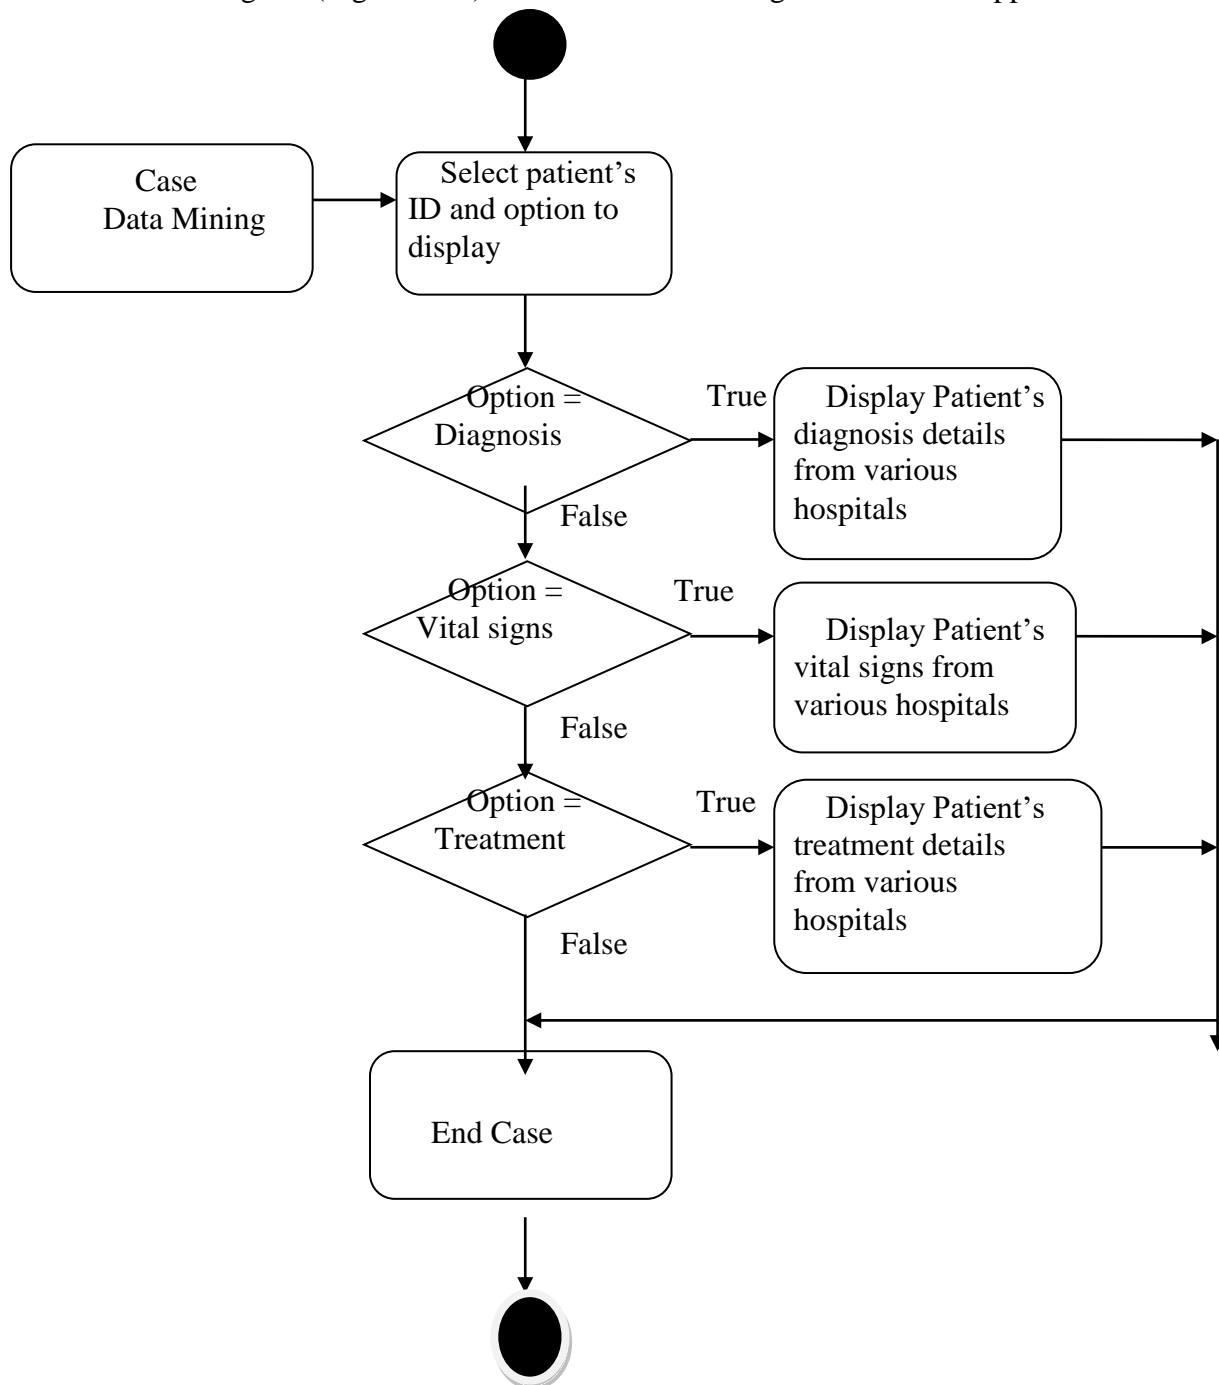 Case
Data Mining
Select patient’s
ID and option to
display
Option =
Diagnosis
True
Display Patient’s
diagnosis details
from various
hospitals
False
Option =
Vital signs
True
Display Patient’s
vital signs from
various hospitals
False
Option =
Treatment
True
Display Patient’s
treatment details
from various
hospitals
False
End Case